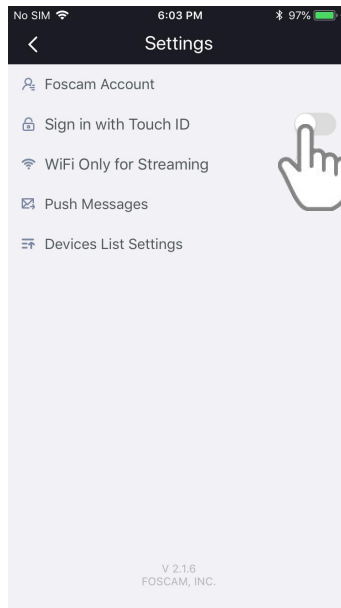 No SIM 6:03 PM 97%
Settings
Foscam Account
Sign in with Touch ID
WiFi Only for Streaming
Push Messages
Devices List Settings
V 2.1.6
FOSCAM, INC.